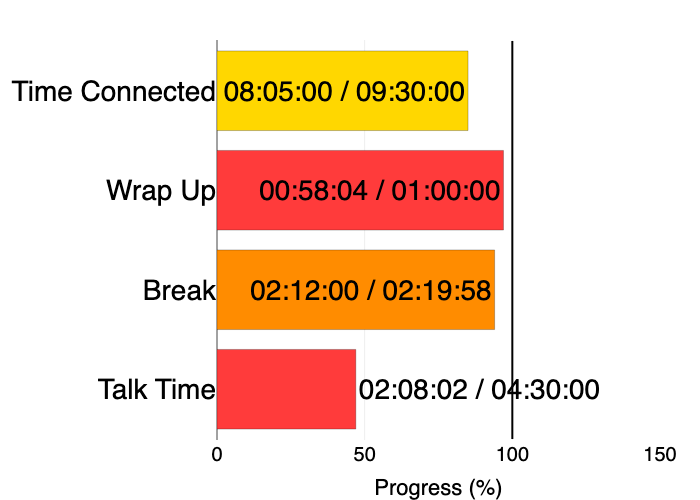 Time Connected 08:05:00 / 09:30:00
Wrap Up 00:58:04 / 01:00:00
Break 02:12:00 / 02:19:58
Talk Time 02:08:02 / 04:30:00
0 50 100 150
Progress (%)